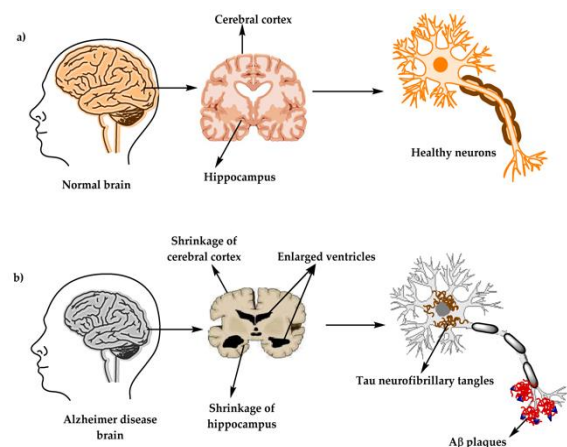 Cerebral cortex
a)
Normal brain
Hippocampus
Healthy neurons
Shrinkage of
cerebral cortex
Enlarged ventricles
b)
Tau neurofibrillary tangles
Alzheimer disease
brain
Shrinkage of
hippocampus
Aβ plaques